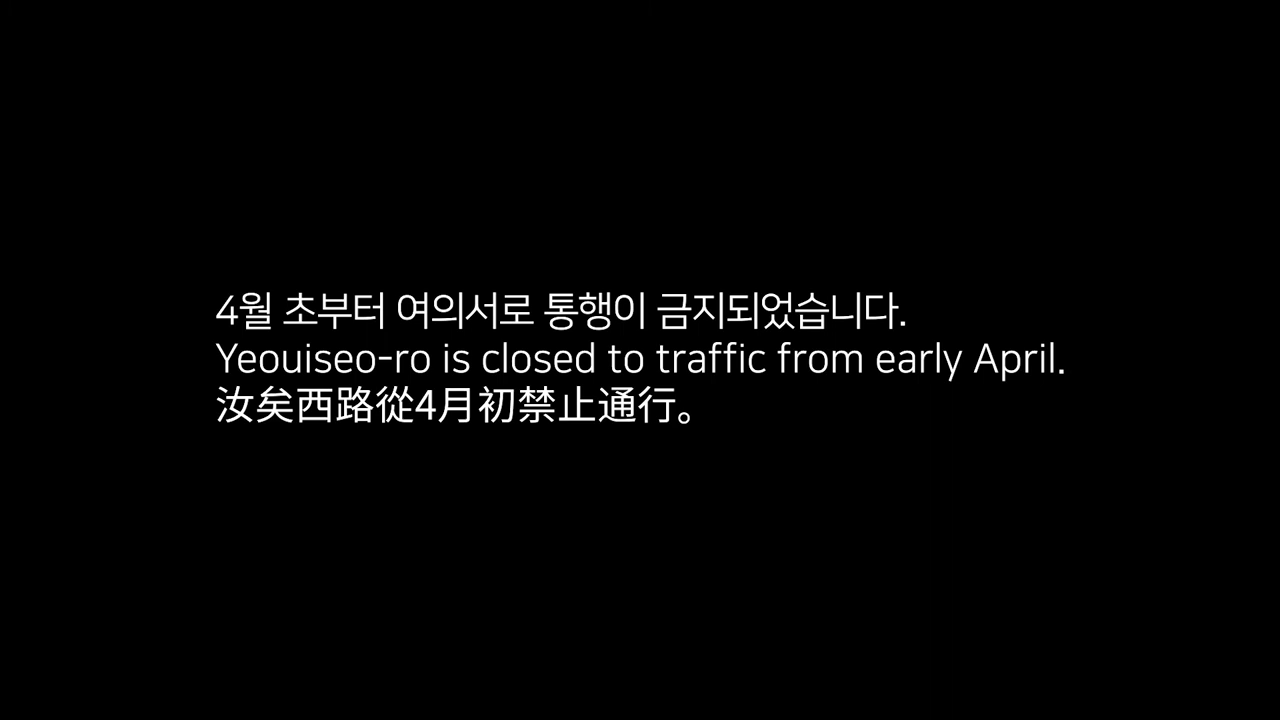 4월 초부터 여의서로 통행이 금지되었습니다.
Yeouiseo-ro is closed to traffic from early April.
汝矣西路從4月初禁止通行。